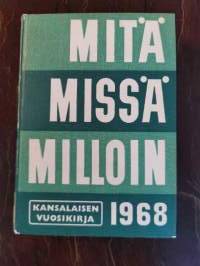 MITÄ
MISSÄ
MILLOIN
KANSALAISEN
VUOSIKIRJA
1968